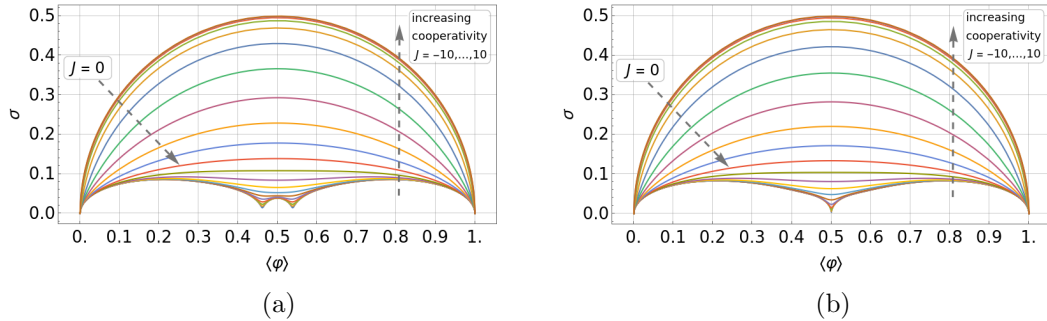 0.5
0.4
0.3
0.2
0.1
0.0
σ
J = 0
increasing
cooperativity
J = –10,...,10
0. 0.1 0.2 0.3 0.4 0.5 0.6 0.7 0.8 0.9 1.
⟨φ⟩
(a)
0.5
0.4
0.3
0.2
0.1
0.0
σ
J = 0
increasing
cooperativity
J = –10,...,10
0. 0.1 0.2 0.3 0.4 0.5 0.6 0.7 0.8 0.9 1.
⟨φ⟩
(b)